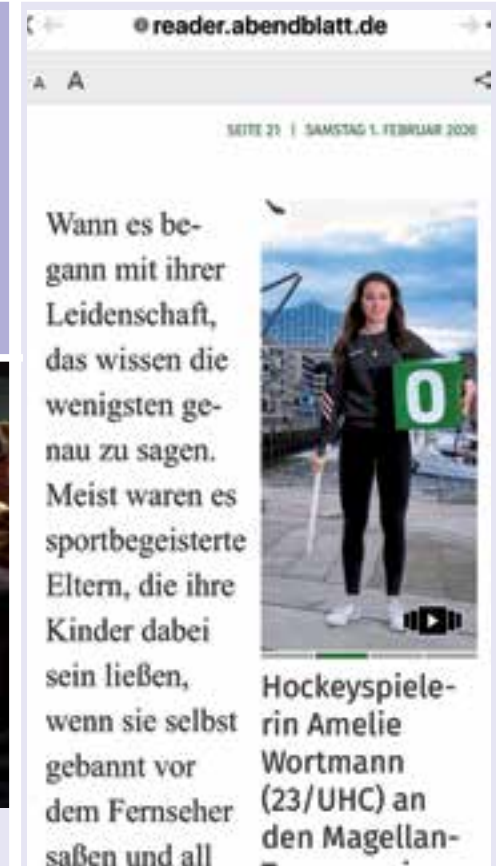 reader.abendblatt.de
A A
SEITE 21 | SAMSTAG 1. FEBRUAR 2020
Wann es be-
gann mit ihrer
Leidenschaft,
das wissen die
wenigsten ge-
nau zu sagen.
Meist waren es
sportbegeisterte
Eltern, die ihre
Kinder dabei
sein ließen,
wenn sie selbst
gebannt vor
dem Fernseher
saßen und all
0
Hockeyspiele-
rin Amelie
Wortmann
(23/UHC) an
den Magellan-